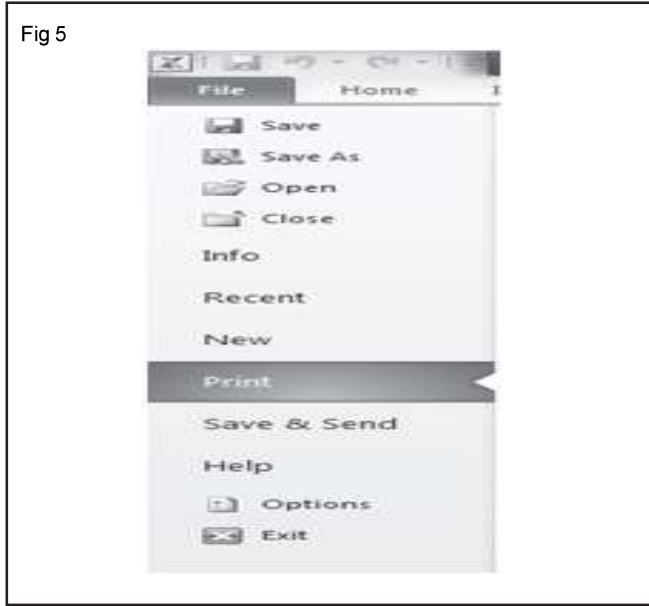 Fig 5
File Home
Save
Save As
Open
Close
Info
Recent
New
Print
Save & Send
Help
Options
Exit